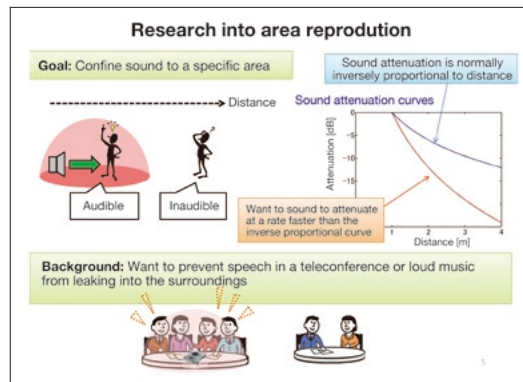 Research into area reprodution
Goal: Confine sound to a specific area
Sound attenuation is normally
inversely proportional to distance
Distance
Sound attenuation curves
Audible
Inaudible
Attenuation [dB]
0
-5
-10
-15
Want to sound to attenuate
at a rate faster than the
inverse proportional curve
1
2
3
4
Distance [m]
Background: Want to prevent speech in a teleconference or loud music
from leaking into the surroundings
5